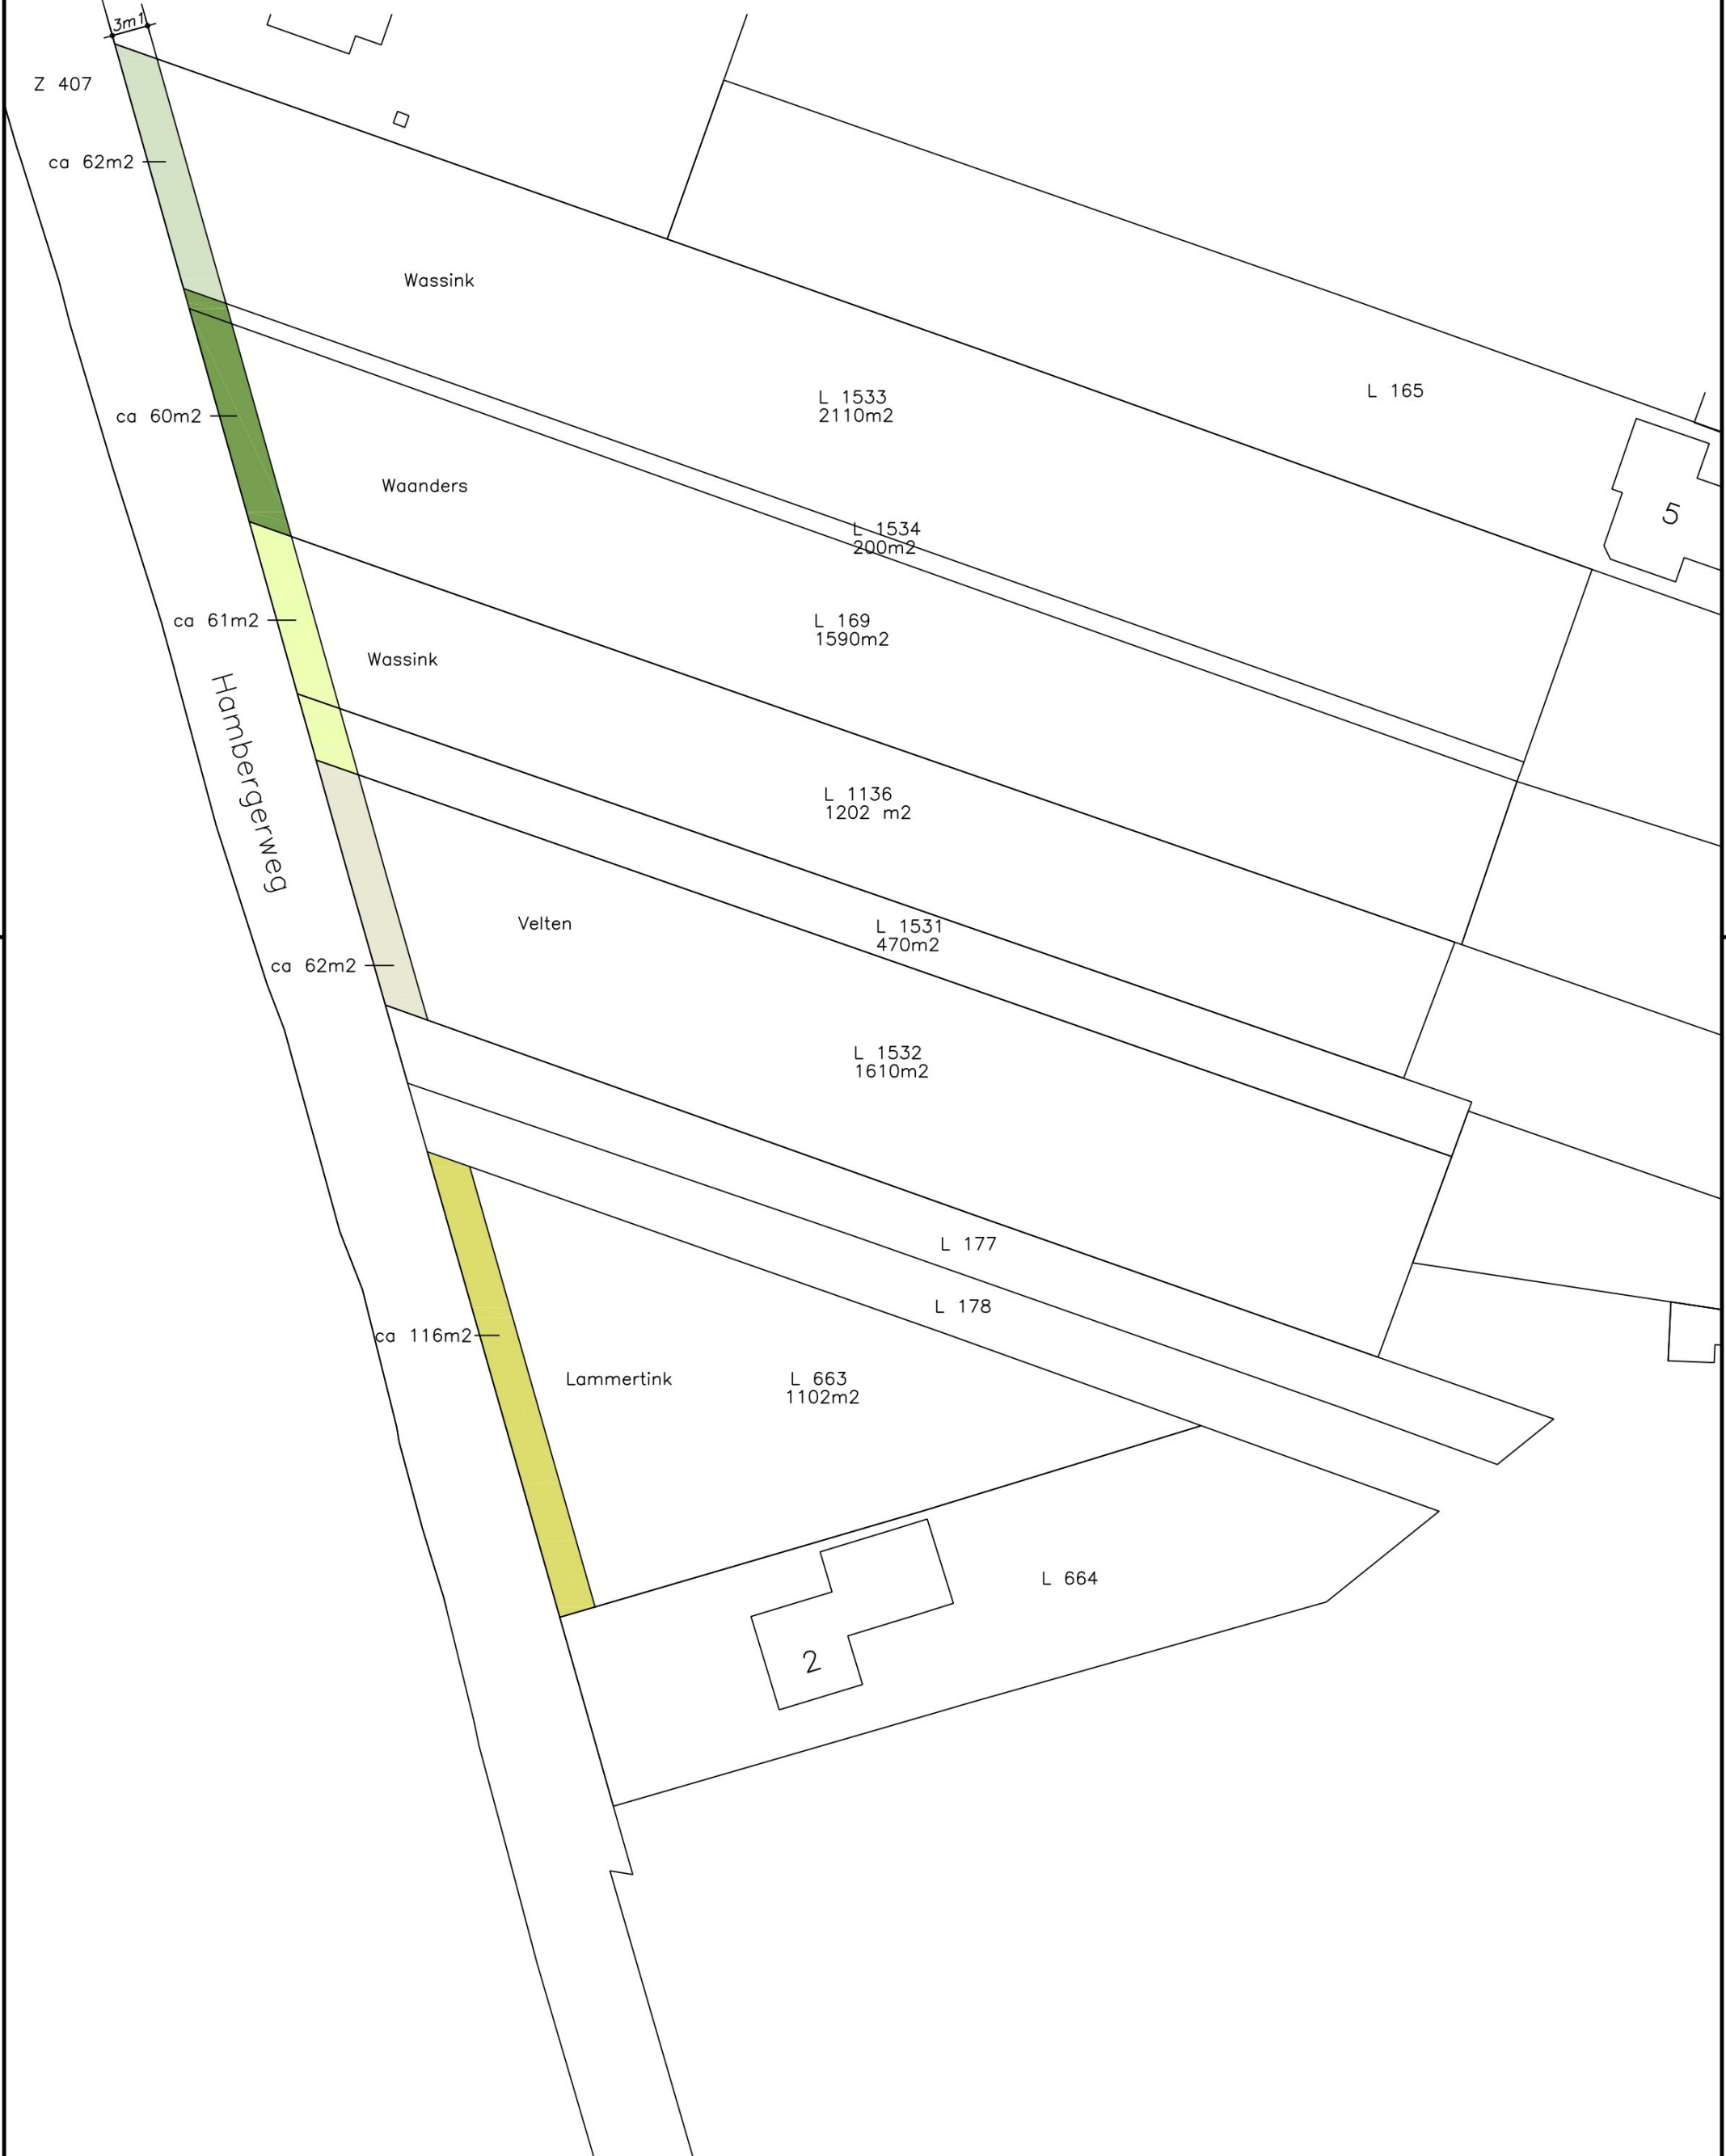 3m1
Z 407
ca 62m2
Wassink
L 1533
2110m2
L 165
ca 60m2
Waanders
L 1534
200m2
5
L 169
1590m2
ca 61m2
Wassink
Hambergerweg
L 1136
1202 m2
Velten
L 1531
470m2
ca 62m2
L 1532
1610m2
L 177
L 178
ca 116m2
Lammertink
L 663
1102m2
L 664
2